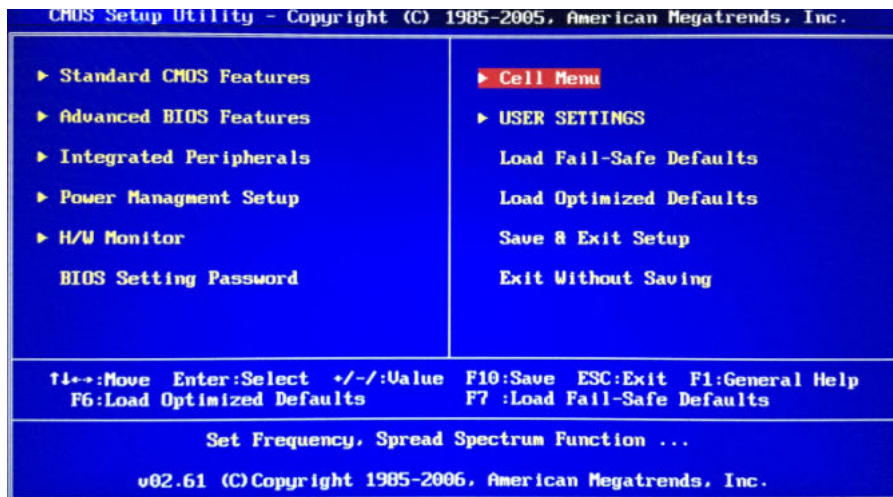 CMOS Setup Utility - Copyright (C) 1985-2005, American Megatrends, Inc.
► Standard CMOS Features
► Advanced BIOS Features
► Integrated Peripherals
► Power Managment Setup
► H/W Monitor
BIOS Setting Password
► Cell Menu
► USER SETTINGS
Load Fail-Safe Defaults
Load Optimized Defaults
Save & Exit Setup
Exit Without Saving
↑↓←→:Move Enter:Select +/-/:Value F10:Save ESC:Exit F1:General Help
F6:Load Optimized Defaults F7 :Load Fail-Safe Defaults
Set Frequency, Spread Spectrum Function ...
v02.61 (C)Copyright 1985-2006, American Megatrends, Inc.